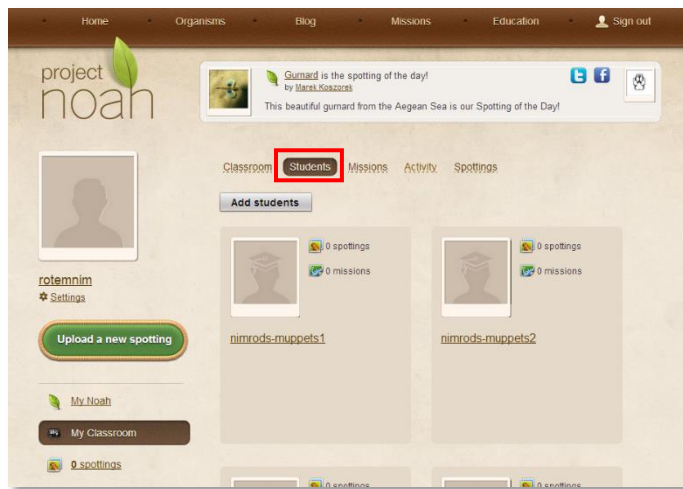 Home Organisms Blog Missions Education Sign out
project
noah
Gurnard is the spotting of the day!
by Marek Koszorek
This beautiful gurnard from the Aegean Sea is our Spotting of the Day!
Classroom Students Missions Activity Spottings
Add students
rotemnim
Settings
Upload a new spotting
My Noah
My Classroom
0 spottings
0 spottings
0 missions
nimrods-muppets1
0 spottings
0 missions
nimrods-muppets2
0 spottings
0 spottings